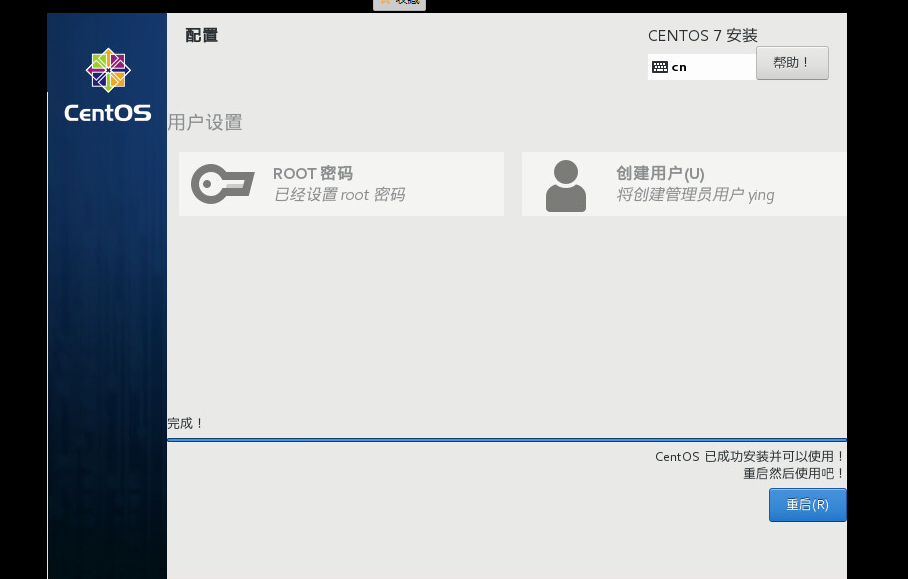 收藏
配置
CENTOS 7 安装
cn
帮助！
CentOS
用户设置
ROOT 密码
已经设置 root 密码
创建用户(U)
将创建管理员用户 ying
完成！
CentOS 已成功安装并可以使用！
重启然后使用吧！
重启(R)